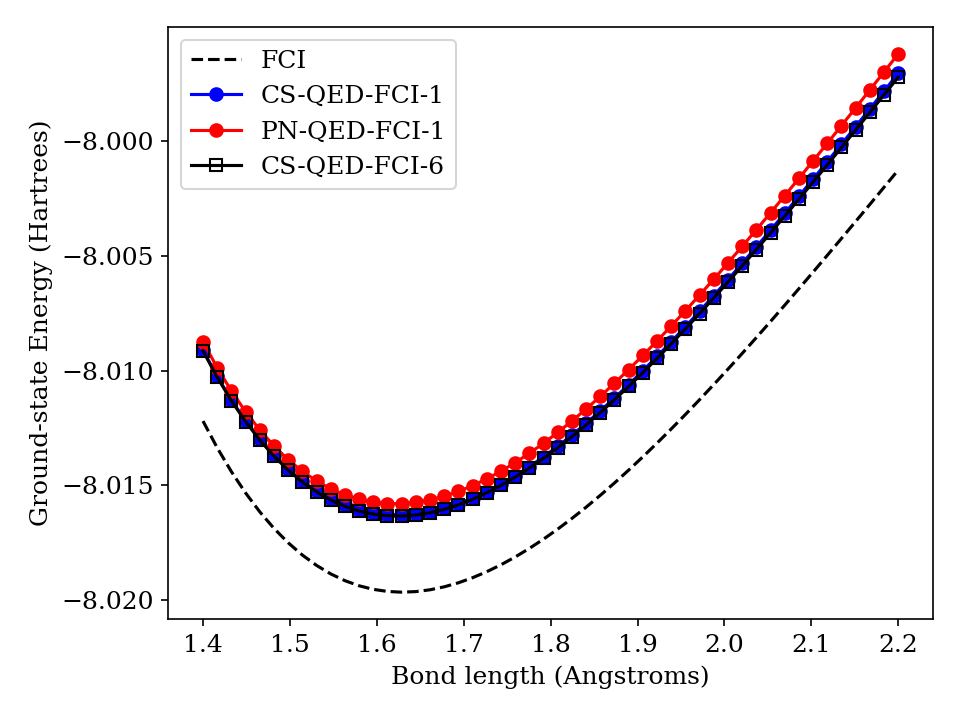 FCI
CS-QED-FCI-1
PN-QED-FCI-1
CS-QED-FCI-6
Ground-state Energy (Hartrees)
−8.000
−8.005
−8.010
−8.015
−8.020
1.4 1.5 1.6 1.7 1.8 1.9 2.0 2.1 2.2
Bond length (Angstroms)